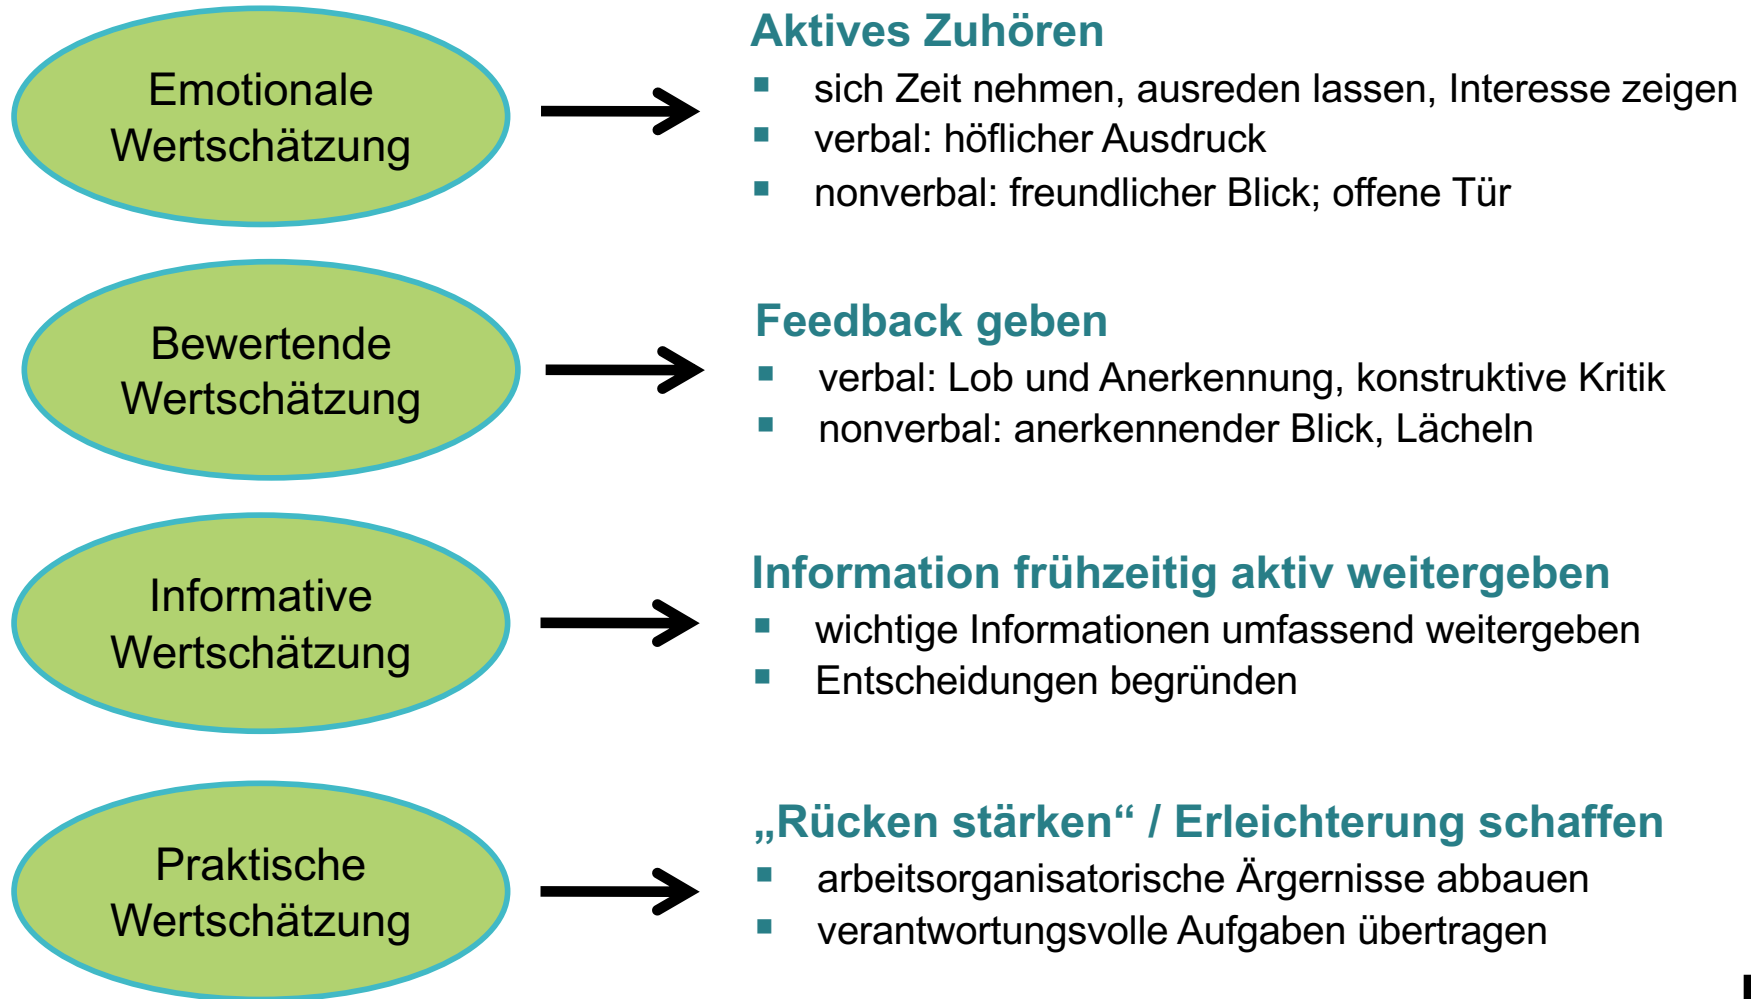 Emotionale
Wertschätzung
Aktives Zuhören
sich Zeit nehmen, ausreden lassen, Interesse zeigen
verbal: höflicher Ausdruck
nonverbal: freundlicher Blick; offene Tür
Bewertende
Wertschätzung
Feedback geben
verbal: Lob und Anerkennung, konstruktive Kritik
nonverbal: anerkennender Blick, Lächeln
Informative
Wertschätzung
Information frühzeitig aktiv weitergeben
wichtige Informationen umfassend weitergeben
Entscheidungen begründen
Praktische
Wertschätzung
„Rücken stärken“ / Erleichterung schaffen
arbeitsorganisatorische Ärgernisse abbauen
verantwortungsvolle Aufgaben übertragen